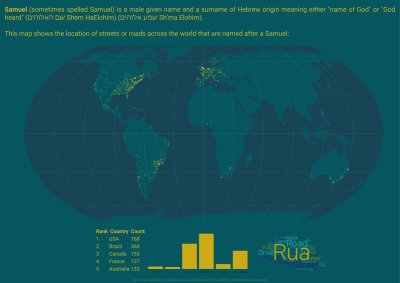 Samuel (sometimes spelled Samual) is a male given name and a surname of Hebrew origin meaning either "name of God" or "God
heard" (שם האלוהים Shem HaElohim) (שמע אלוהים Sh'ma Elohim).
This map shows the location of streets or roads across the world that are named after a Samuel:
Rank Country Count
1 USA 768
2 Brazil 264
3 Canada 155
4 France 137
5 Australia 133
Road
Drive
Rua
Street